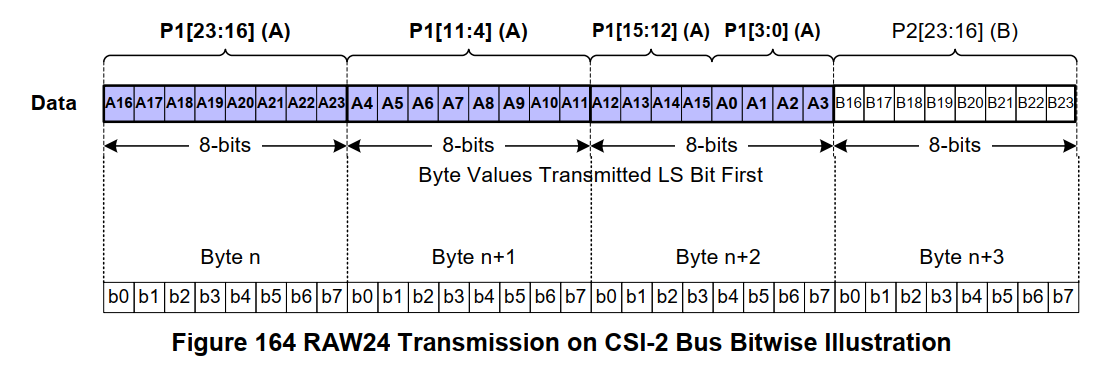 P1[23:16] (A) P1[11:4] (A) P1[15:12] (A) P1[3:0] (A) P2[23:16] (B)
Data A16 A17 A18 A19 A20 A21 A22 A23 A4 A5 A6 A7 A8 A9 A10 A11 A12 A13 A14 A15 A0 A1 A2 A3 B16 B17 B18 B19 B20 B21 B22 B23
8-bits 8-bits 8-bits 8-bits
Byte Values Transmitted LS Bit First
Byte n Byte n+1 Byte n+2 Byte n+3
b0 b1 b2 b3 b4 b5 b6 b7 b0 b1 b2 b3 b4 b5 b6 b7 b0 b1 b2 b3 b4 b5 b6 b7 b0 b1 b2 b3 b4 b5 b6 b7
Figure 164 RAW24 Transmission on CSI-2 Bus Bitwise Illustration